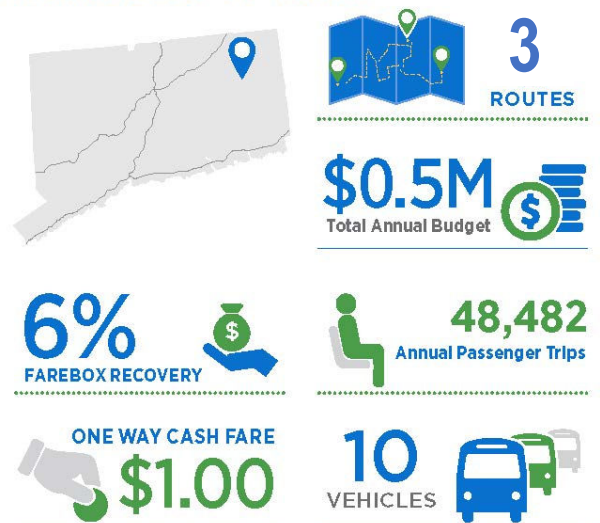 3
ROUTES
$0.5M
Total Annual Budget
$
6%
FAREBOX RECOVERY
$
48,482
Annual Passenger Trips
ONE WAY CASH FARE
$1.00
10
VEHICLES